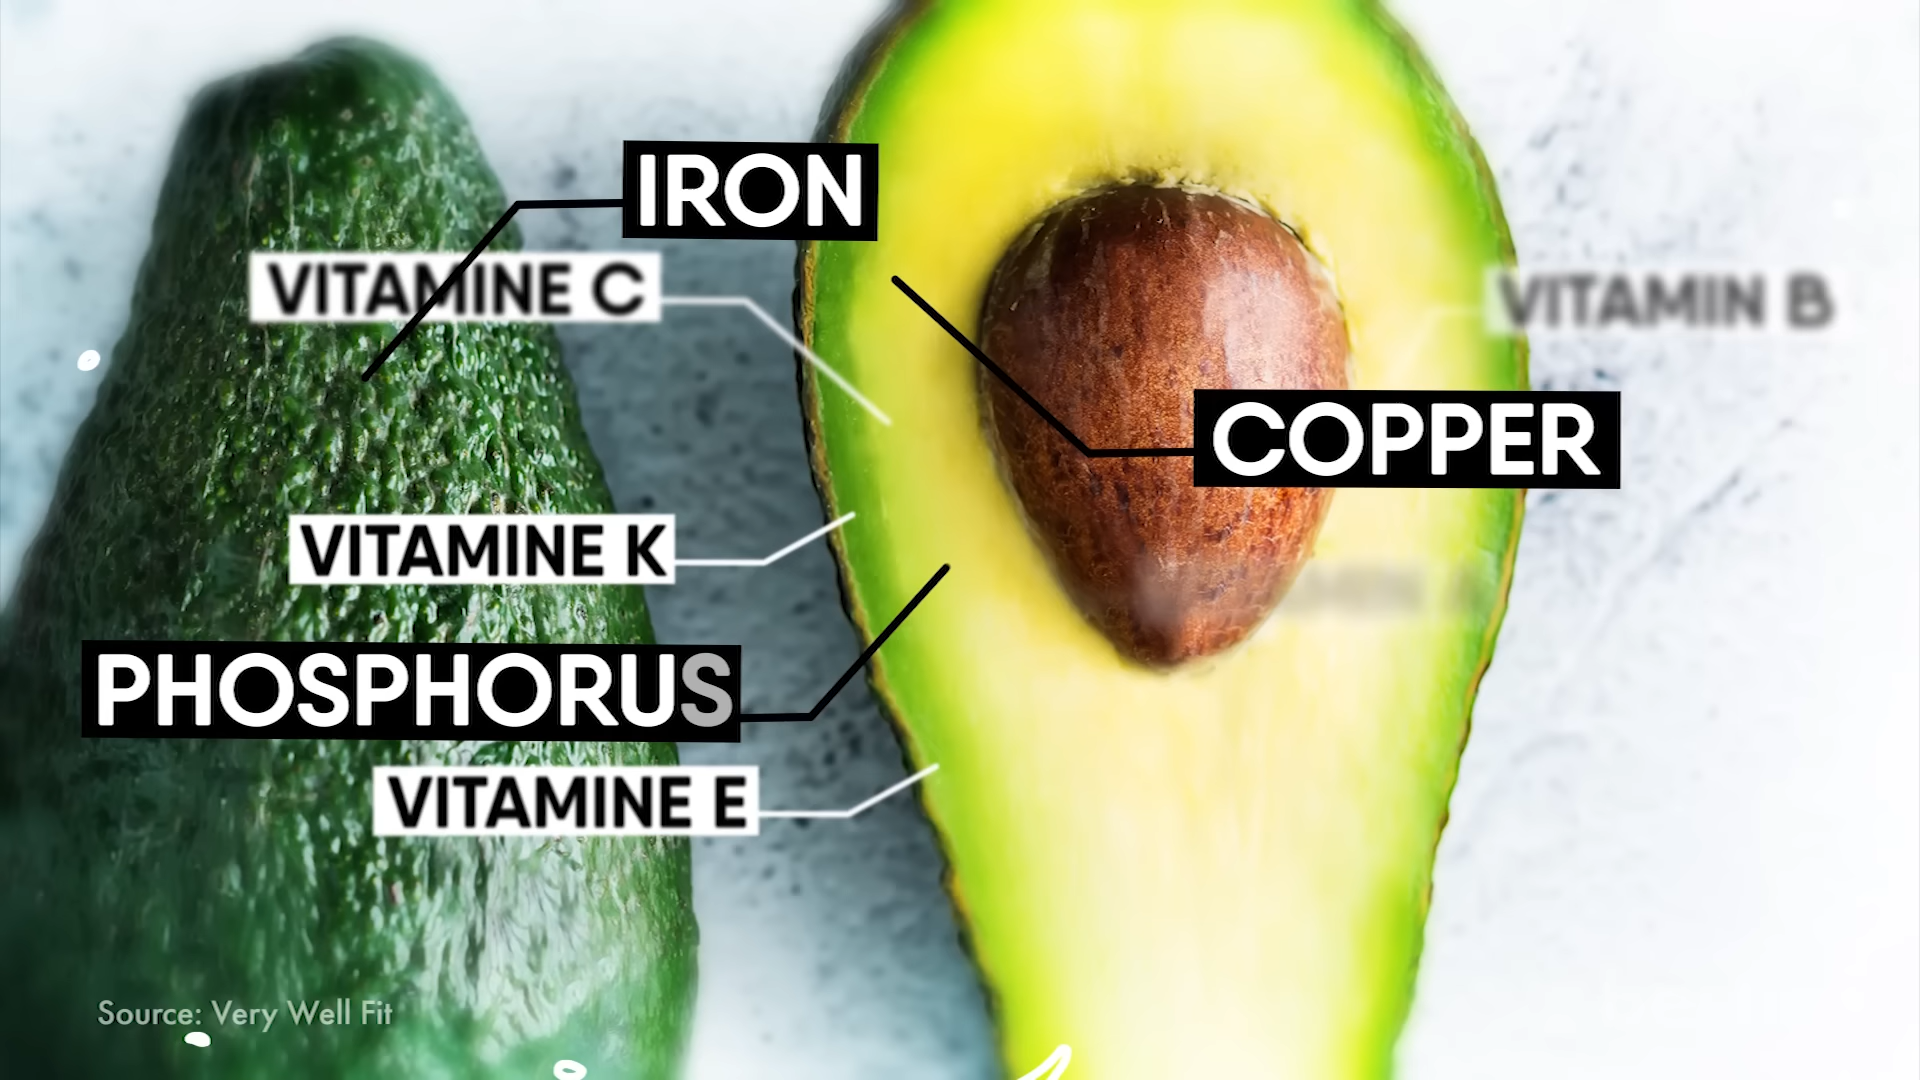 IRON
VITAMINE C
VITAMIN B
COPPER
VITAMINE K
PHOSPHORUS
VITAMINE E
Source: Very Well Fit